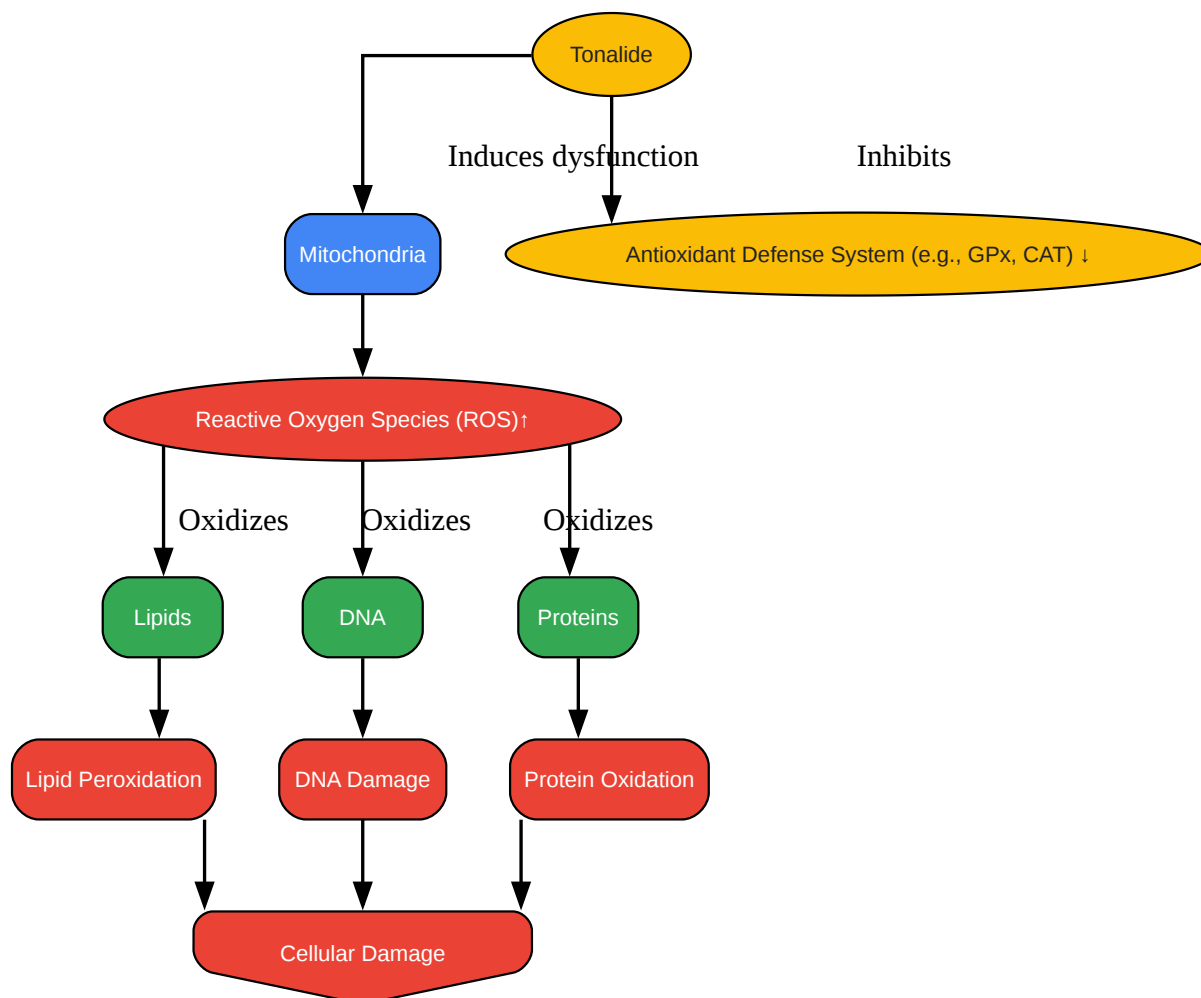 Tonalide
Induces dysfunction
Inhibits
Mitochondria
Antioxidant Defense System (e.g., GPx, CAT) ↓
Reactive Oxygen Species (ROS)↑
Oxidizes
Oxidizes
Oxidizes
Lipids
DNA
Proteins
Lipid Peroxidation
DNA Damage
Protein Oxidation
Cellular Damage